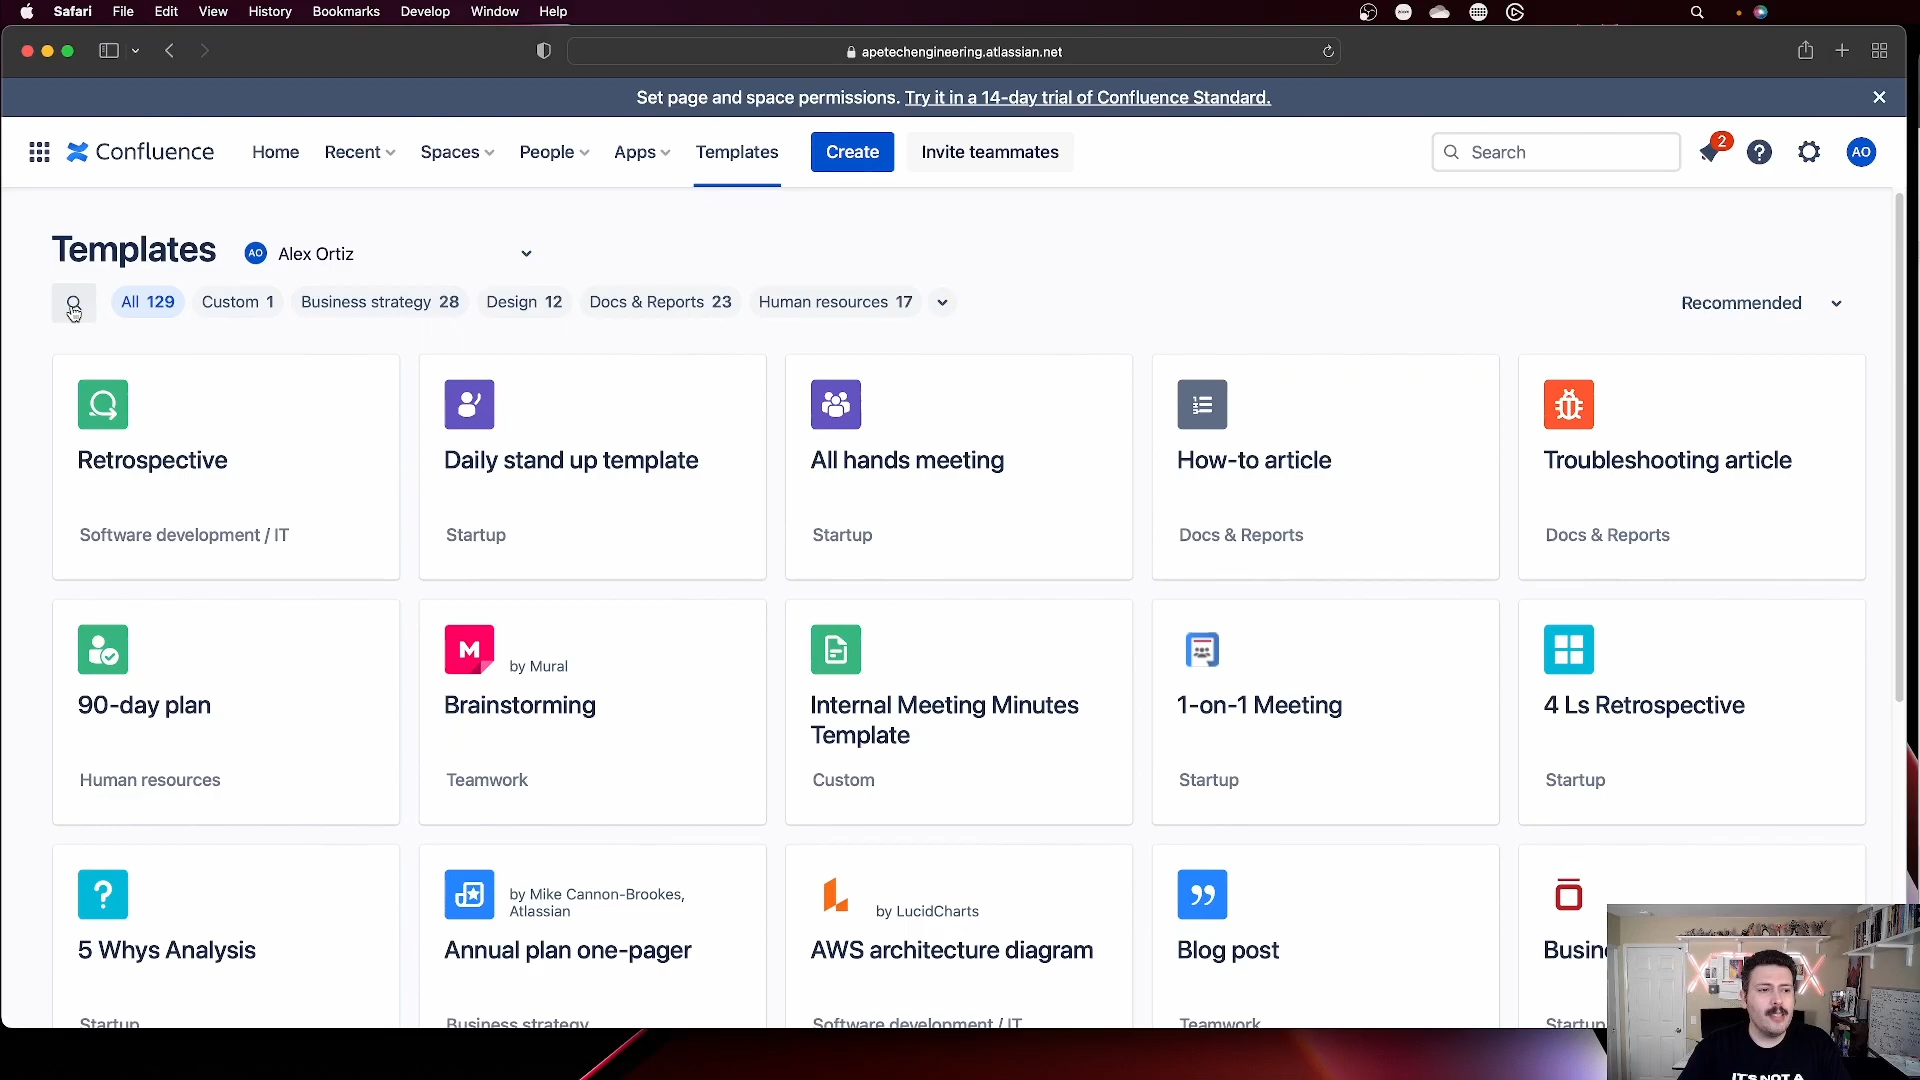 Safari File Edit View History Bookmarks Develop Window Help
apetechengineering.atlassian.net
Set page and space permissions. Try it in a 14-day trial of Confluence Standard.
Confluence Home Recent Spaces People Apps Templates Create Invite teammates Search 2 AO
Templates AO Alex Ortiz
All 129 Custom 1 Business strategy 28 Design 12 Docs & Reports 23 Human resources 17 Recommended
Retrospective
Software development / IT
Daily stand up template
Startup
All hands meeting
Startup
How-to article
Docs & Reports
Troubleshooting article
Docs & Reports
90-day plan
Human resources
M by Mural
Brainstorming
Teamwork
Internal Meeting Minutes
Template
Custom
1-on-1 Meeting
Startup
4 Ls Retrospective
Startup
5 Whys Analysis
Startup
by Mike Cannon-Brookes,
Atlassian
Annual plan one-pager
Business strategy
by LucidCharts
AWS architecture diagram
Software development / IT
Blog post
Teamwork
Busine
Startup
IT'S NOT A